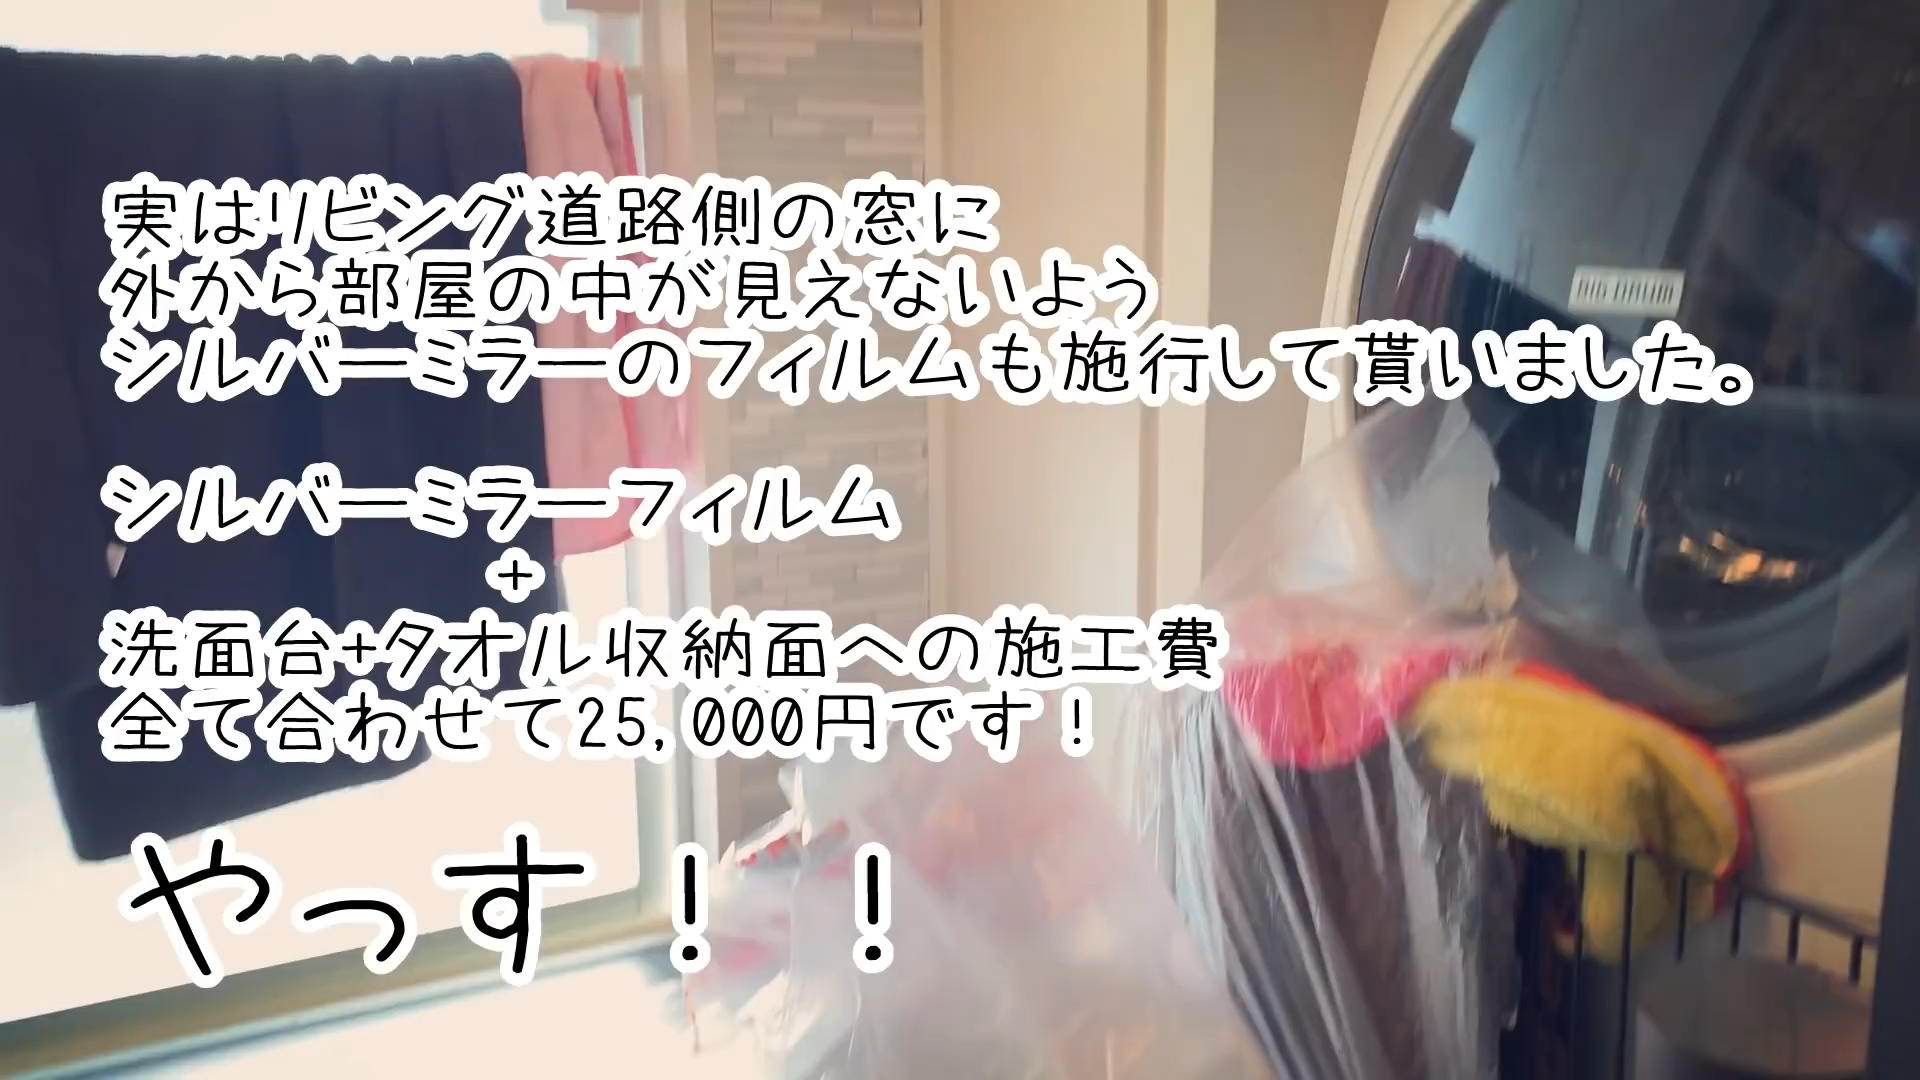 実はリビング道路側の窓に
外から部屋の中が見えないよう
シルバーミラーのフィルムも施行して貰いました。
シルバーミラーフィルム
+
洗面台+タオル収納面への施工費
全て合わせて25,000円です！
やっす！！
BIG DRUM